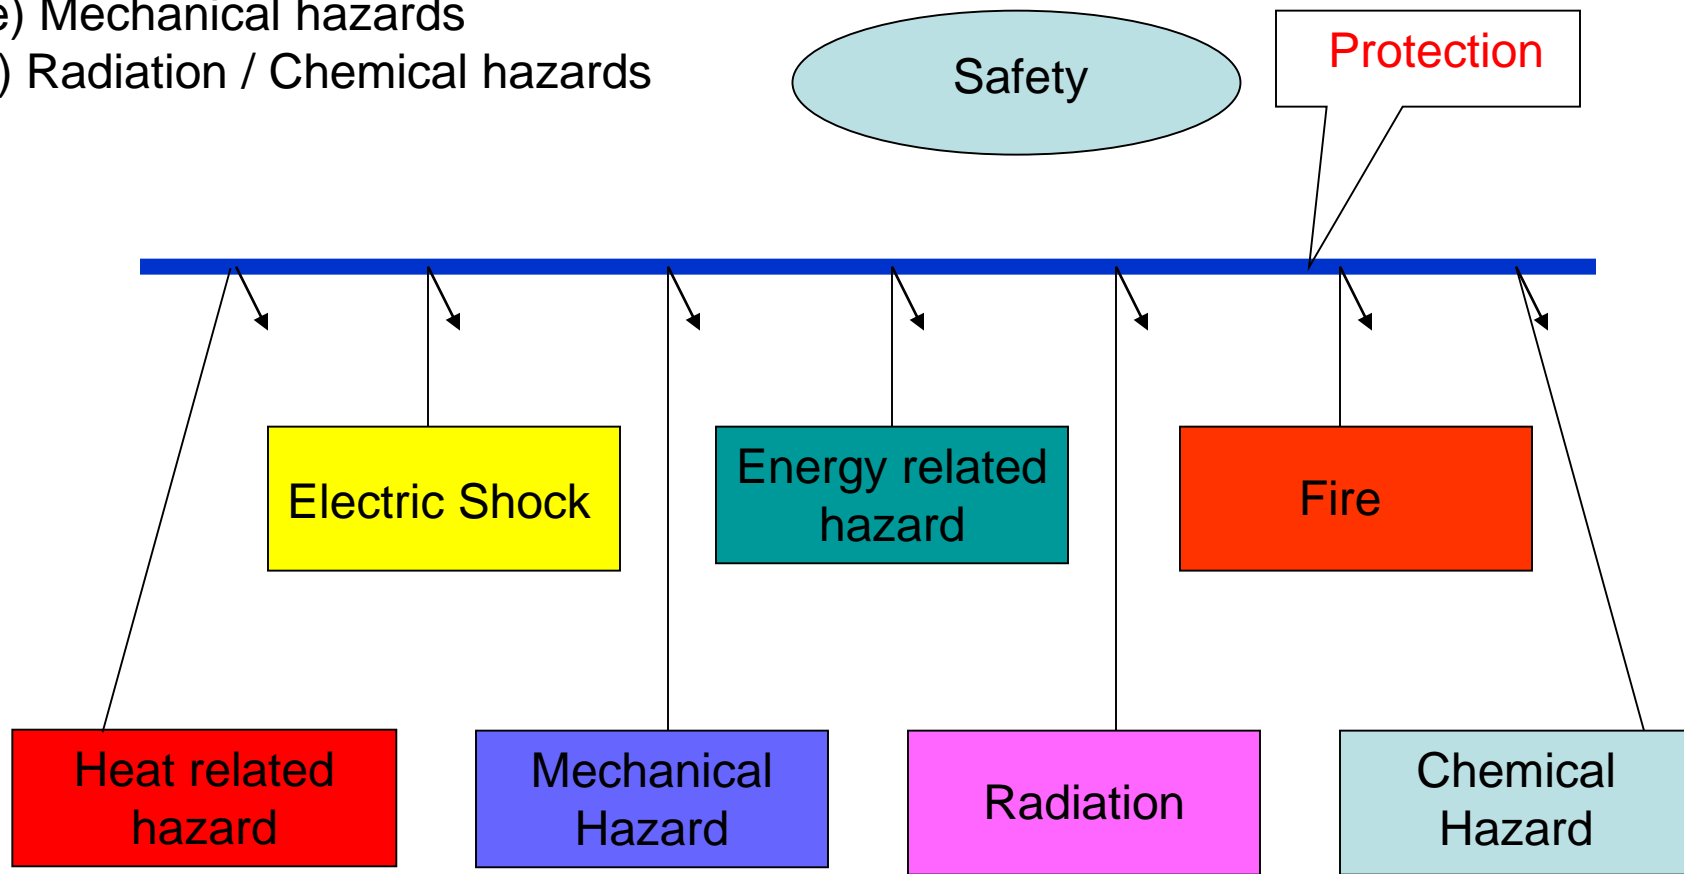 e) Mechanical hazards
) Radiation / Chemical hazards
Safety
Protection
Electric Shock
Energy related
hazard
Fire
Heat related
hazard
Mechanical
Hazard
Radiation
Chemical
Hazard